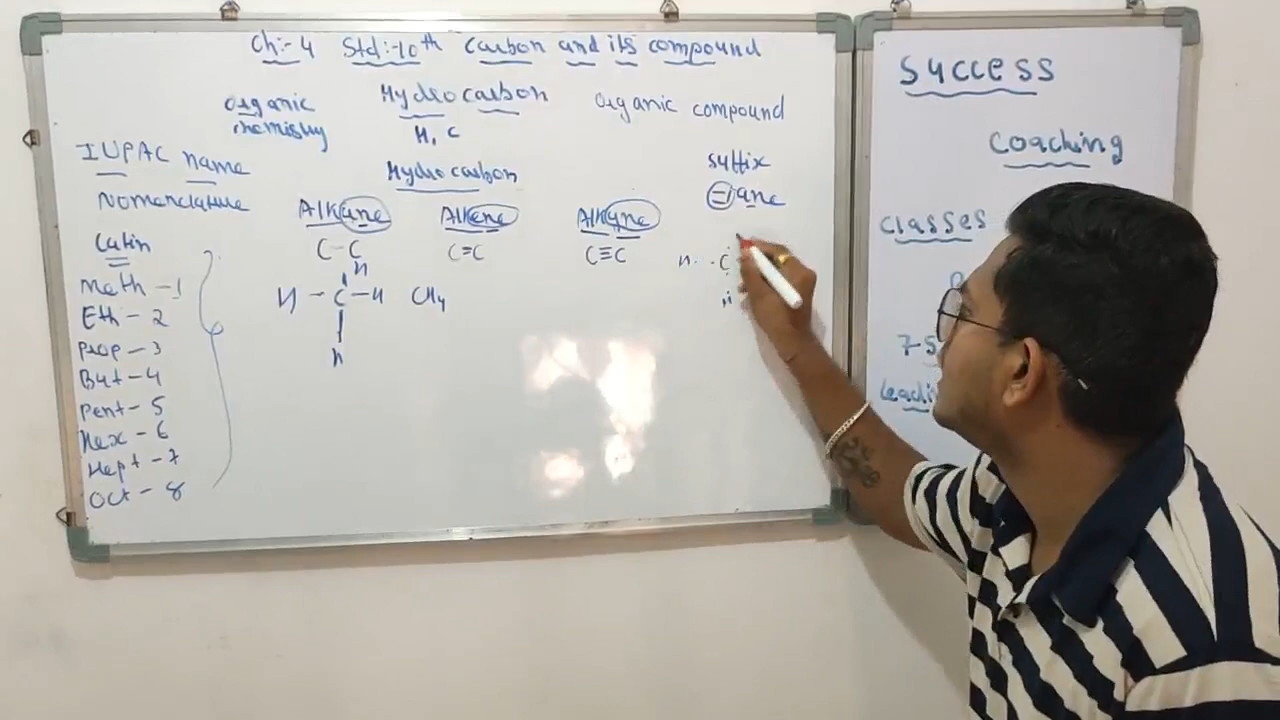 Ch:- 4 Std:- 10th Carbon and its compound
Organic chemistry
Hydrocarbon
H, C
Organic compound
IUPAC name
Nomenclature
Latin
Meth - 1
Eth - 2
Prop - 3
But - 4
Pent - 5
Hex - 6
Hept - 7
Oct - 8
Hydrocarbon
Alkane
C-C
Alkene
C=C
Alkyne
C≡C
H
H - C - H
H
CH4
Suffix
ane
H C
H
Success
Coaching
Classes